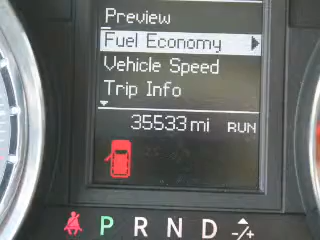 Preview
Fuel Economy
Vehicle Speed
Trip Info
35533 mi RUN
P R N D -/+